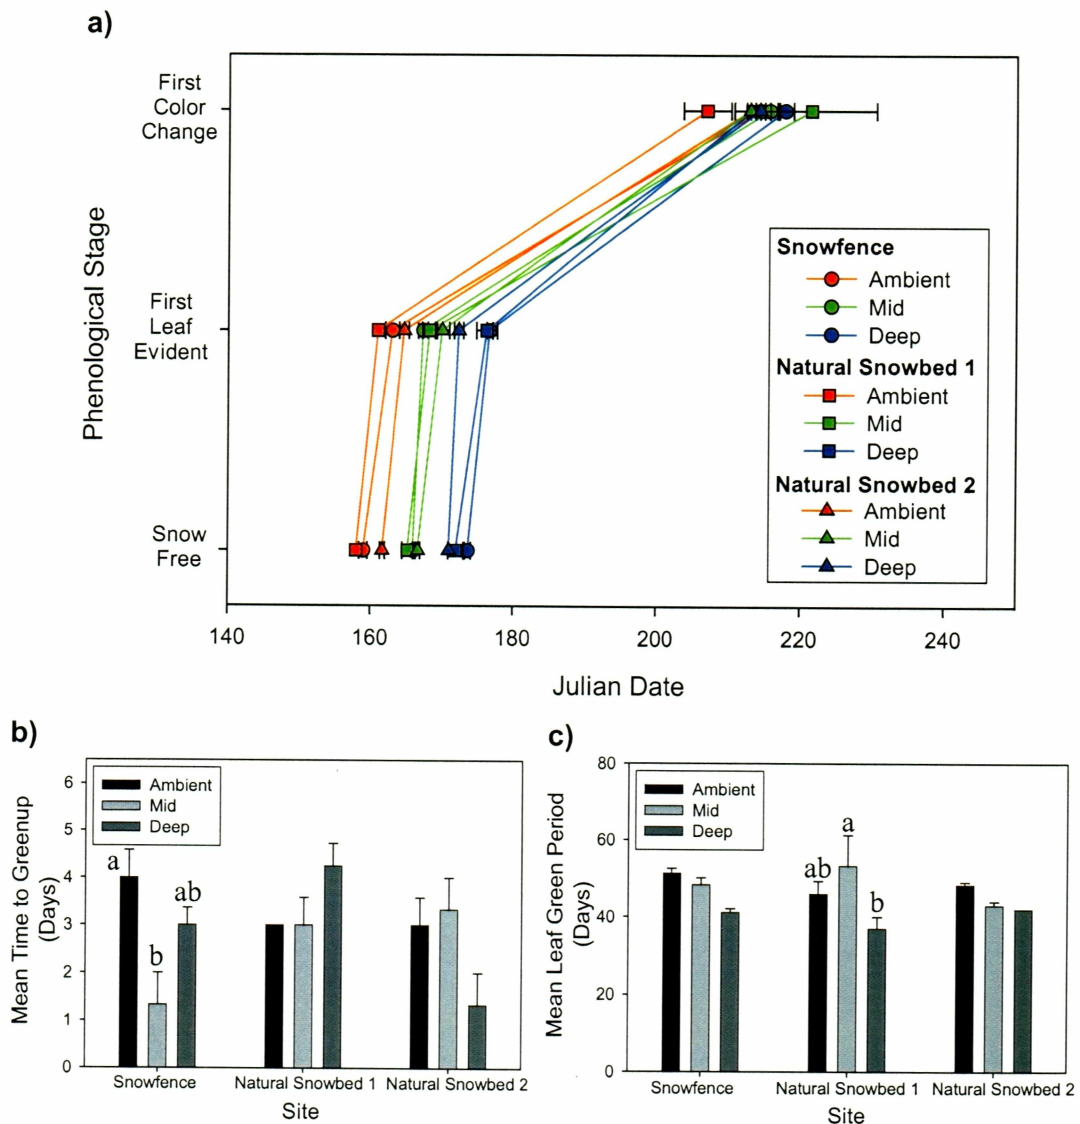 a)
First
Color
Change
First
Leaf
Evident
Snow
Free
Phenological Stage
Snowfence
Ambient
Mid
Deep
Natural Snowbed 1
Ambient
Mid
Deep
Natural Snowbed 2
Ambient
Mid
Deep
140 160 180 200 220 240
Julian Date
b)
Mean Time to Greenup
(Days)
6
5
4
3
2
1
0
Ambient
Mid
Deep
a
b
ab
Snowfence Natural Snowbed 1 Natural Snowbed 2
Site
c)
Mean Leaf Green Period
(Days)
80
60
40
20
0
Ambient
Mid
Deep
ab
a
b
Snowfence Natural Snowbed 1 Natural Snowbed 2
Site